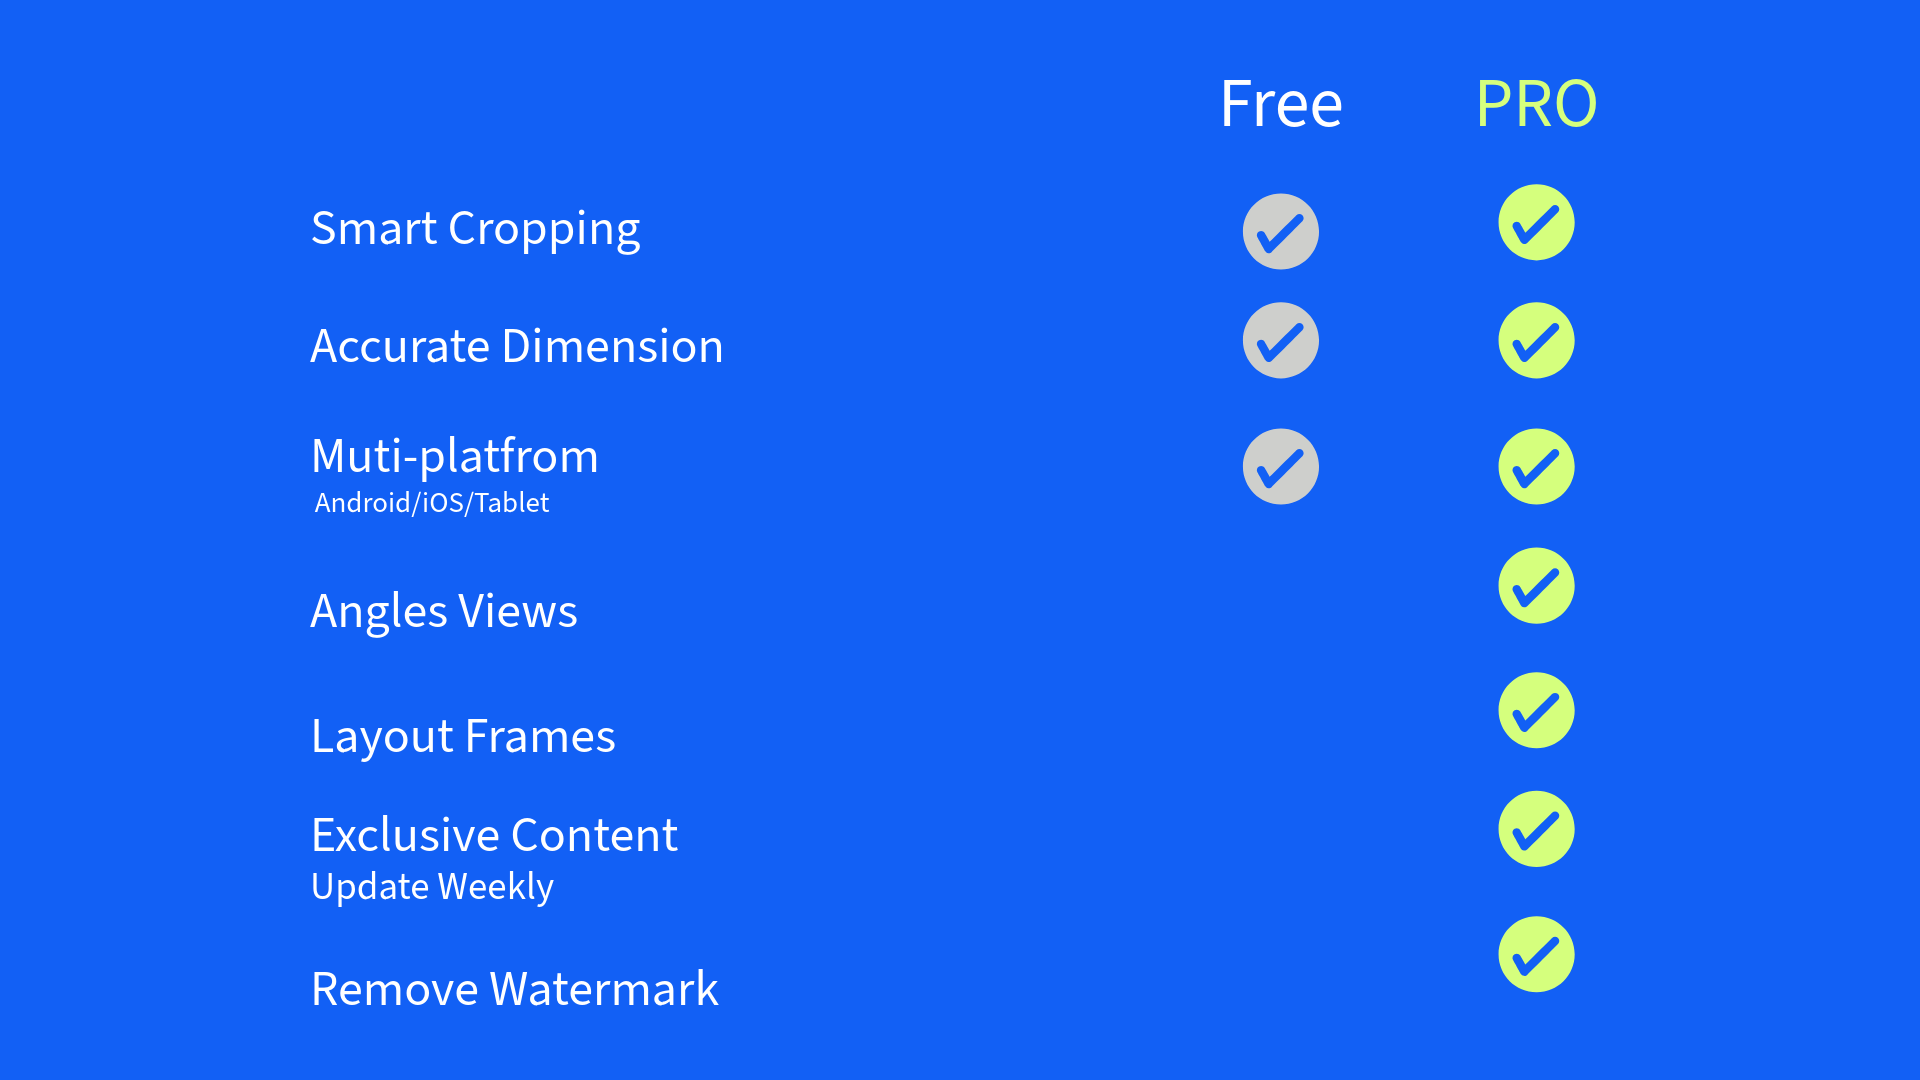 Free PRO
Smart Cropping
Accurate Dimension
Muti-platfrom
Android/iOS/Tablet
Angles Views
Layout Frames
Exclusive Content
Update Weekly
Remove Watermark